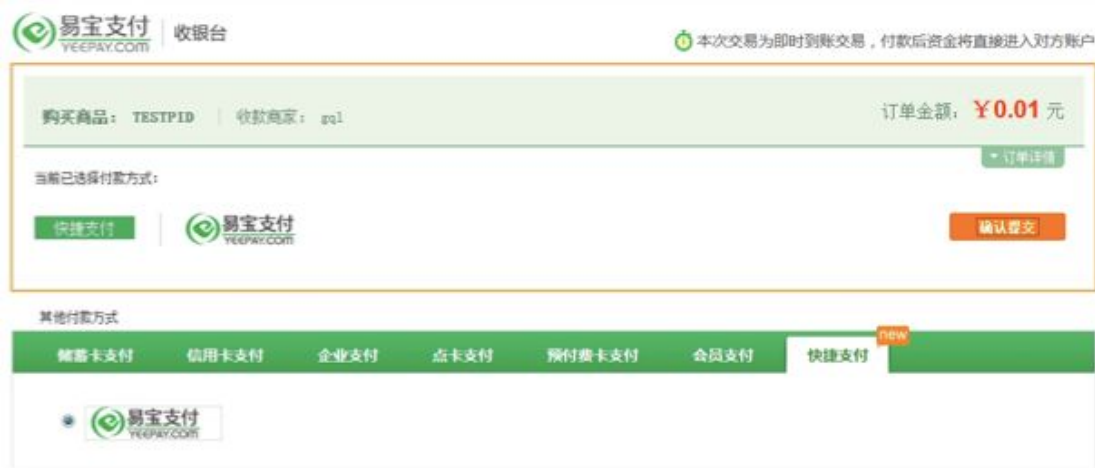 易宝支付 YEEPAY.COM 收银台
本次交易为即时到账交易，付款后资金将直接进入对方账户
购买商品： TESTPID 收款商家： gql 订单金额： ￥0.01 元
订单详情
当前已选择付款方式：
快捷支付 易宝支付 YEEPAY.COM 确认提交
其他付款方式
new
储蓄卡支付 信用卡支付 企业支付 点卡支付 预付费卡支付 会员支付 快捷支付
易宝支付 YEEPAY.COM